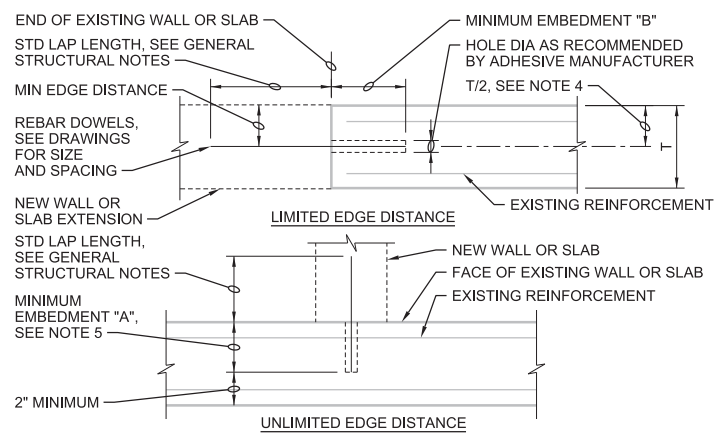 END OF EXISTING WALL OR SLAB
STD LAP LENGTH, SEE GENERAL
STRUCTURAL NOTES
MIN EDGE DISTANCE
REBAR DOWELS,
SEE DRAWINGS
FOR SIZE
AND SPACING
NEW WALL OR
SLAB EXTENSION
MINIMUM EMBEDMENT "B"
HOLE DIA AS RECOMMENDED
BY ADHESIVE MANUFACTURER
T/2, SEE NOTE 4
T
EXISTING REINFORCEMENT
LIMITED EDGE DISTANCE
STD LAP LENGTH,
SEE GENERAL
STRUCTURAL NOTES
MINIMUM
EMBEDMENT "A",
SEE NOTE 5
2" MINIMUM
NEW WALL OR SLAB
FACE OF EXISTING WALL OR SLAB
EXISTING REINFORCEMENT
UNLIMITED EDGE DISTANCE